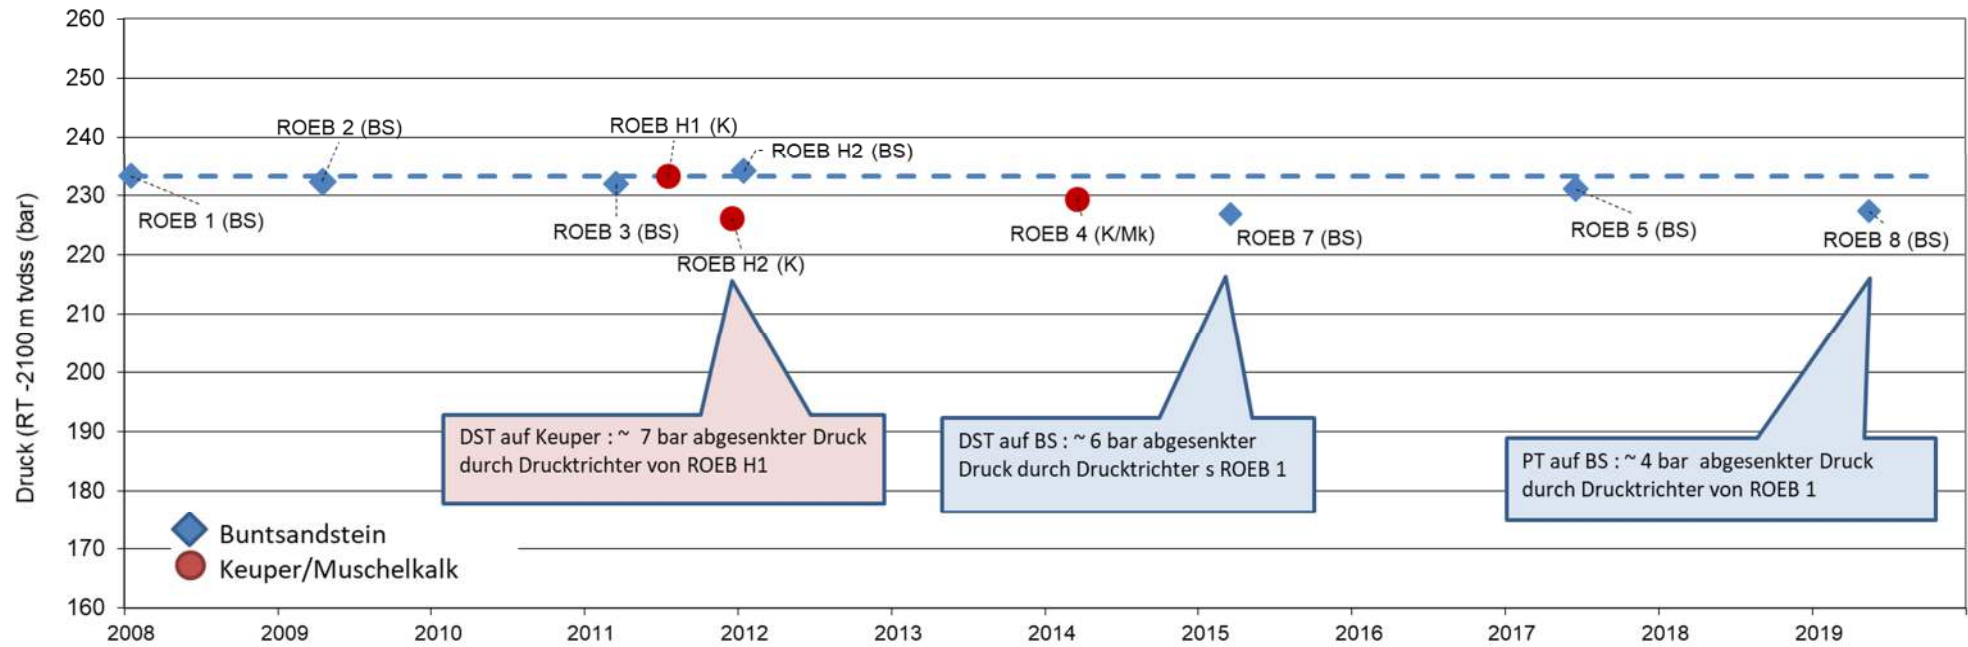 Druck (RT -2100 m tvdss (bar)
260
250
240
230
220
210
200
190
180
170
160
ROEB 1 (BS)
ROEB 2 (BS)
ROEB 3 (BS)
ROEB H1 (K)
ROEB H2 (BS)
ROEB H2 (K)
ROEB 4 (K/Mk)
ROEB 7 (BS)
ROEB 5 (BS)
ROEB 8 (BS)
DST auf Keuper : ~ 7 bar abgesenkter Druck
durch Drucktrichter von ROEB H1
DST auf BS : ~ 6 bar abgesenkter
Druck durch Drucktrichter s ROEB 1
PT auf BS : ~ 4 bar abgesenkter Druck
durch Drucktrichter von ROEB 1
Buntsandstein
Keuper/Muschelkalk
2008 2009 2010 2011 2012 2013 2014 2015 2016 2017 2018 2019